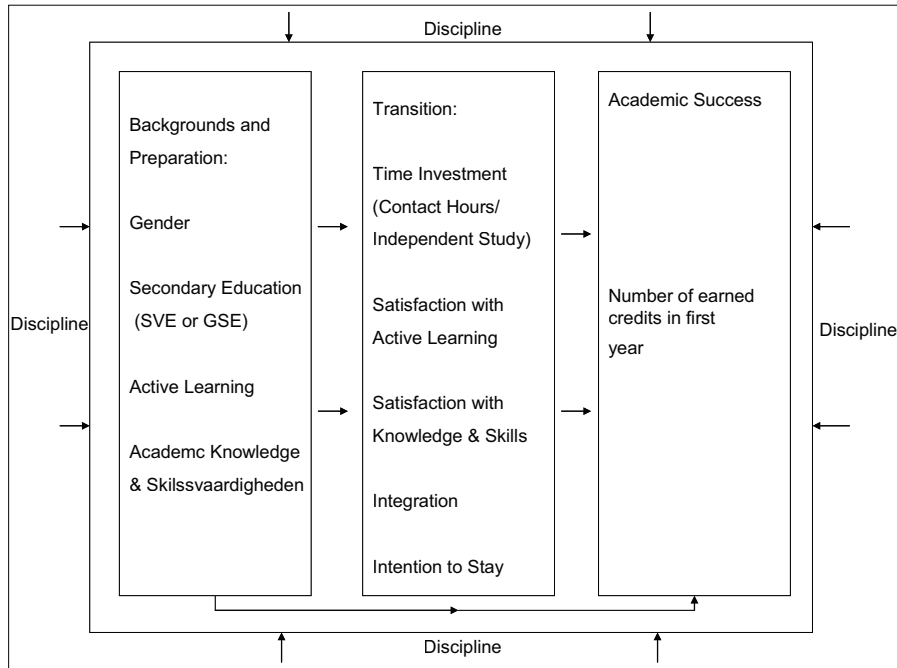 Discipline
Backgrounds and
Preparation:
Gender
Secondary Education
(SVE or GSE)
Active Learning
Academc Knowledge
& Skilssvaardigheden
Transition:
Time Investment
(Contact Hours/
Independent Study)
Satisfaction with
Active Learning
Satisfaction with
Knowledge & Skills
Integration
Intention to Stay
Academic Success
Number of earned
credits in first
year
Discipline
Discipline
Discipline